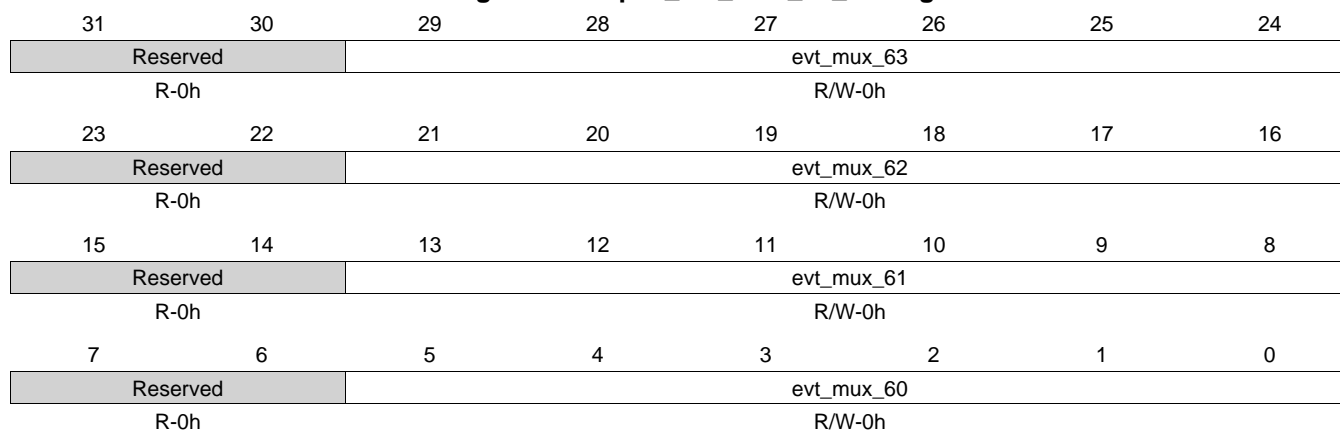 31 30 29 28 27 26 25 24
Reserved evt_mux_63
R-0h R/W-0h
23 22 21 20 19 18 17 16
Reserved evt_mux_62
R-0h R/W-0h
15 14 13 12 11 10 9 8
Reserved evt_mux_61
R-0h R/W-0h
7 6 5 4 3 2 1 0
Reserved evt_mux_60
R-0h R/W-0h